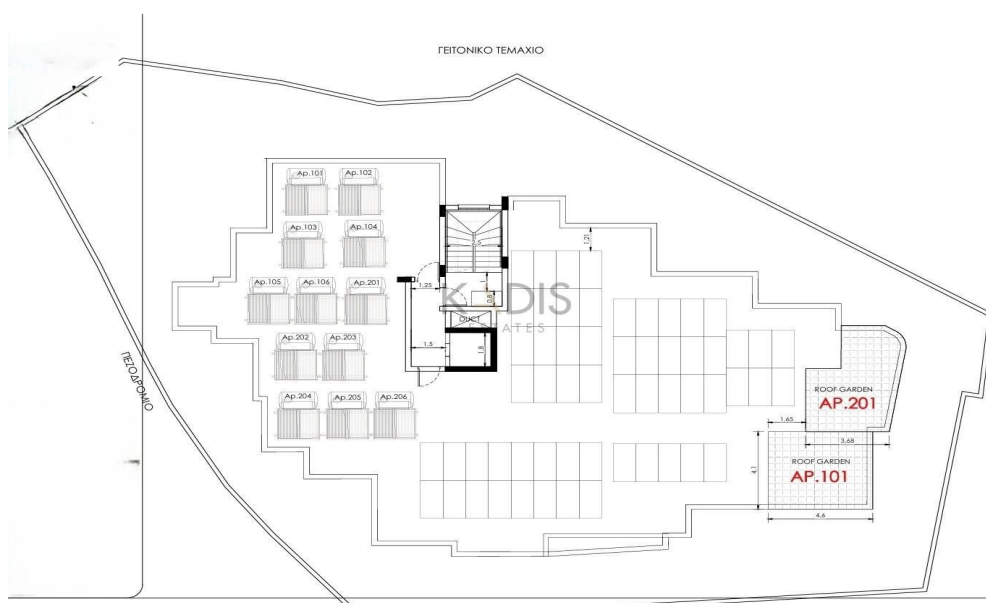 ΓΕΙΤΟΝΙΚΟ ΤΕΜΑΧΙΟ
Ap.101 Ap.102
Ap.103 Ap.104
Ap.105 Ap.106 Ap.201
Ap.202 Ap.203
Ap.204 Ap.205 Ap.206
ΠΕΖΟΔΡΟΜΙΟ
1,25
1
0,8
DUCT
1,5
1,8
1,21
ESTATES
ROOF GARDEN
AP.201
1.65
3,68
ROOF GARDEN
AP.101
4,1
4,6